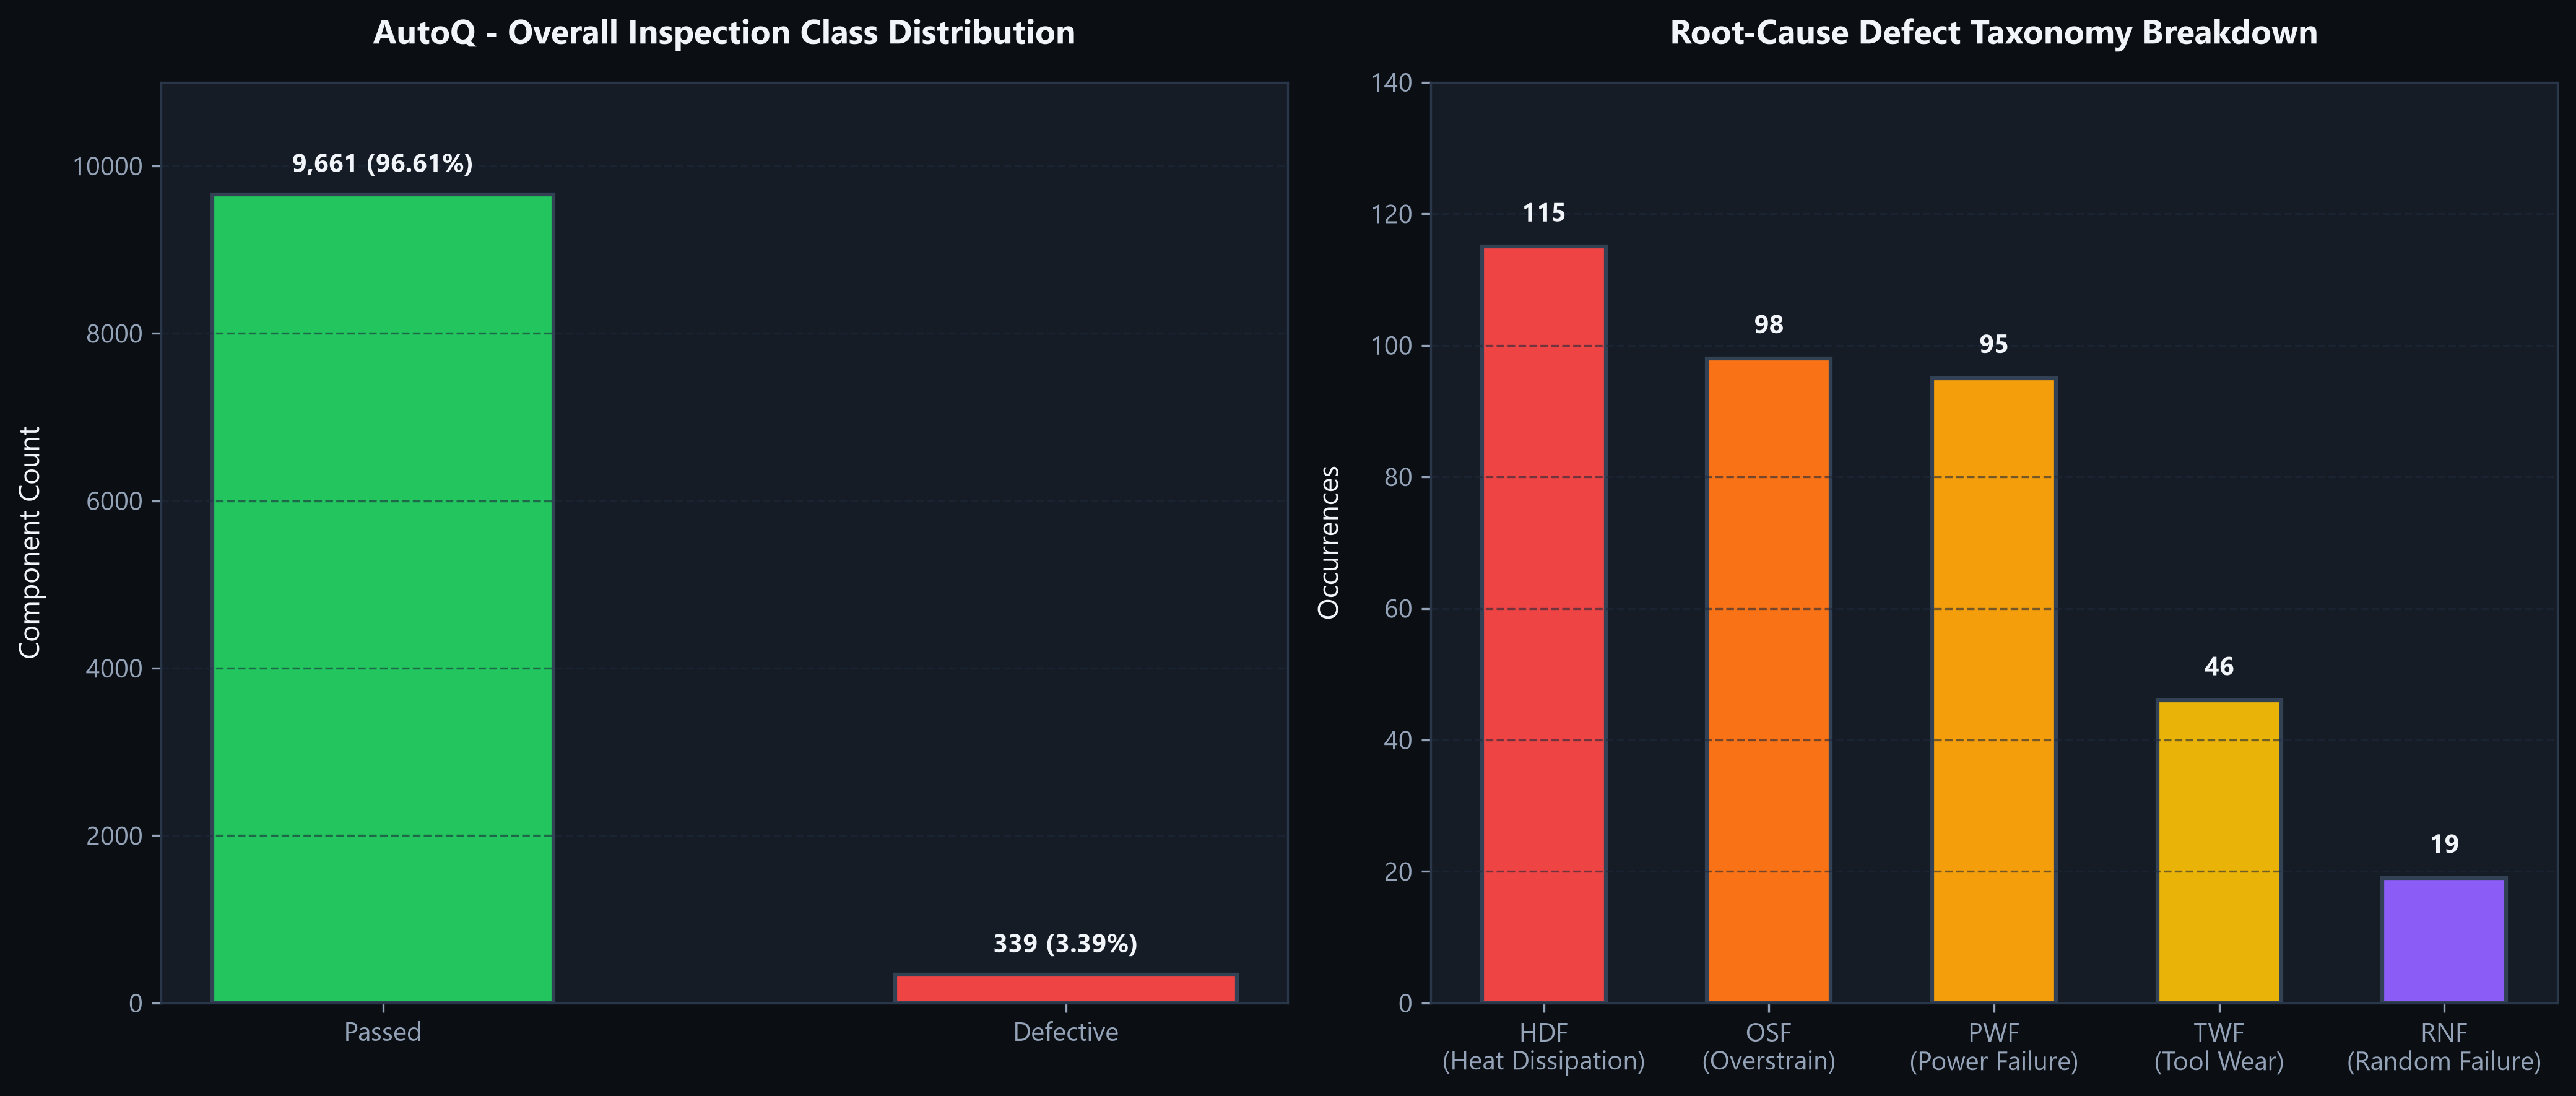 AutoQ - Overall Inspection Class Distribution
Component Count
10000
8000
6000
4000
2000
0
9,661 (96.61%)
339 (3.39%)
Passed
Defective
Root-Cause Defect Taxonomy Breakdown
Occurrences
140
120
100
80
60
40
20
0
115
98
95
46
19
HDF
(Heat Dissipation)
OSF
(Overstrain)
PWF
(Power Failure)
TWF
(Tool Wear)
RNF
(Random Failure)